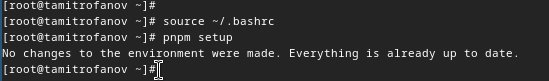 [root@tamitrofanov ~]#
[root@tamitrofanov ~]# source ~/.bashrc
[root@tamitrofanov ~]# pnpm setup
No changes to the environment were made. Everything is already up to date.
[root@tamitrofanov ~]#